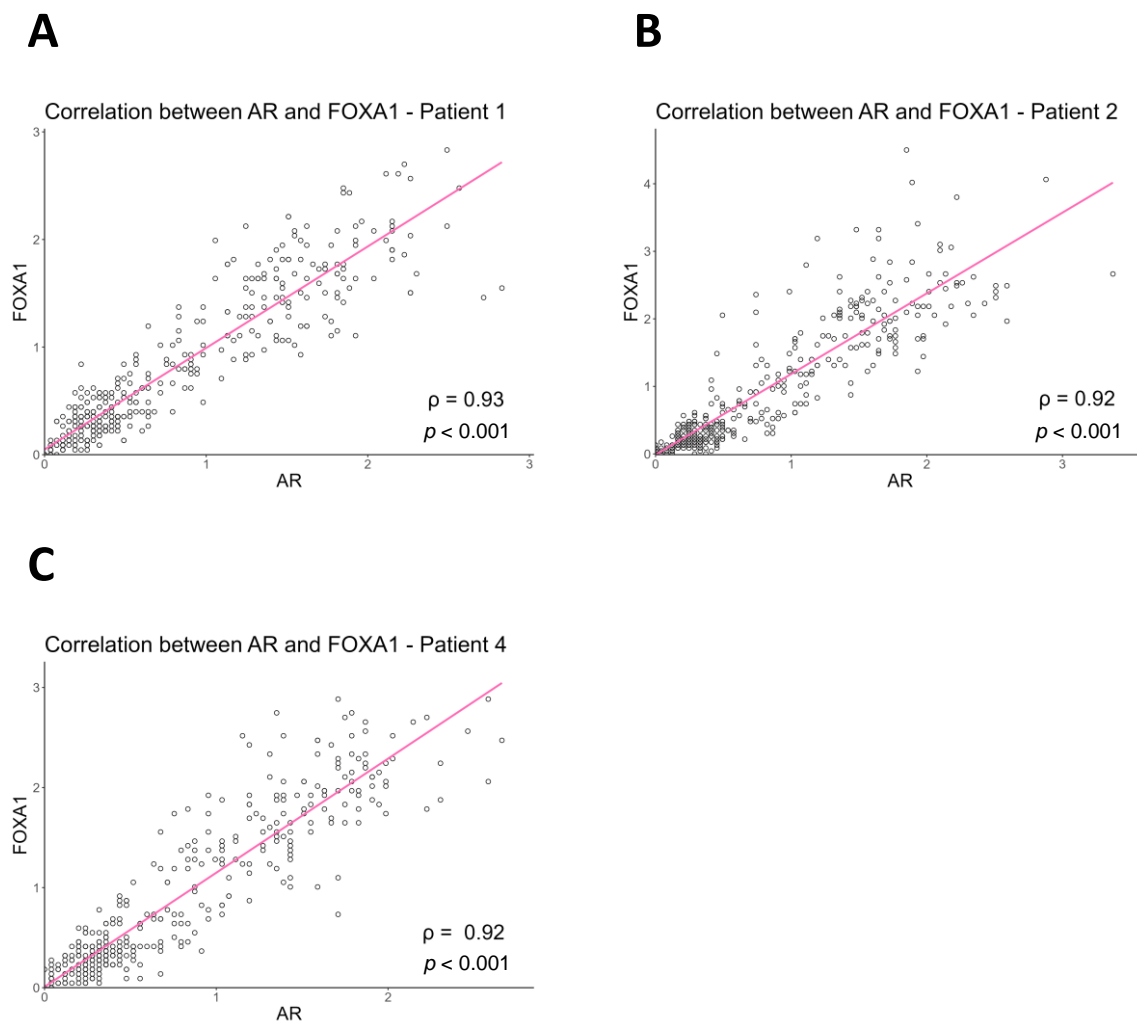 A
Correlation between AR and FOXA1 - Patient 1
3
2
1
0
FOXA1
ρ = 0.93
p < 0.001
0 1 2 3
AR
B
Correlation between AR and FOXA1 - Patient 2
4
3
2
1
0
FOXA1
ρ = 0.92
p < 0.001
0 1 2 3
AR
C
Correlation between AR and FOXA1 - Patient 4
3
2
1
0
FOXA1
ρ = 0.92
p < 0.001
0 1 2
AR